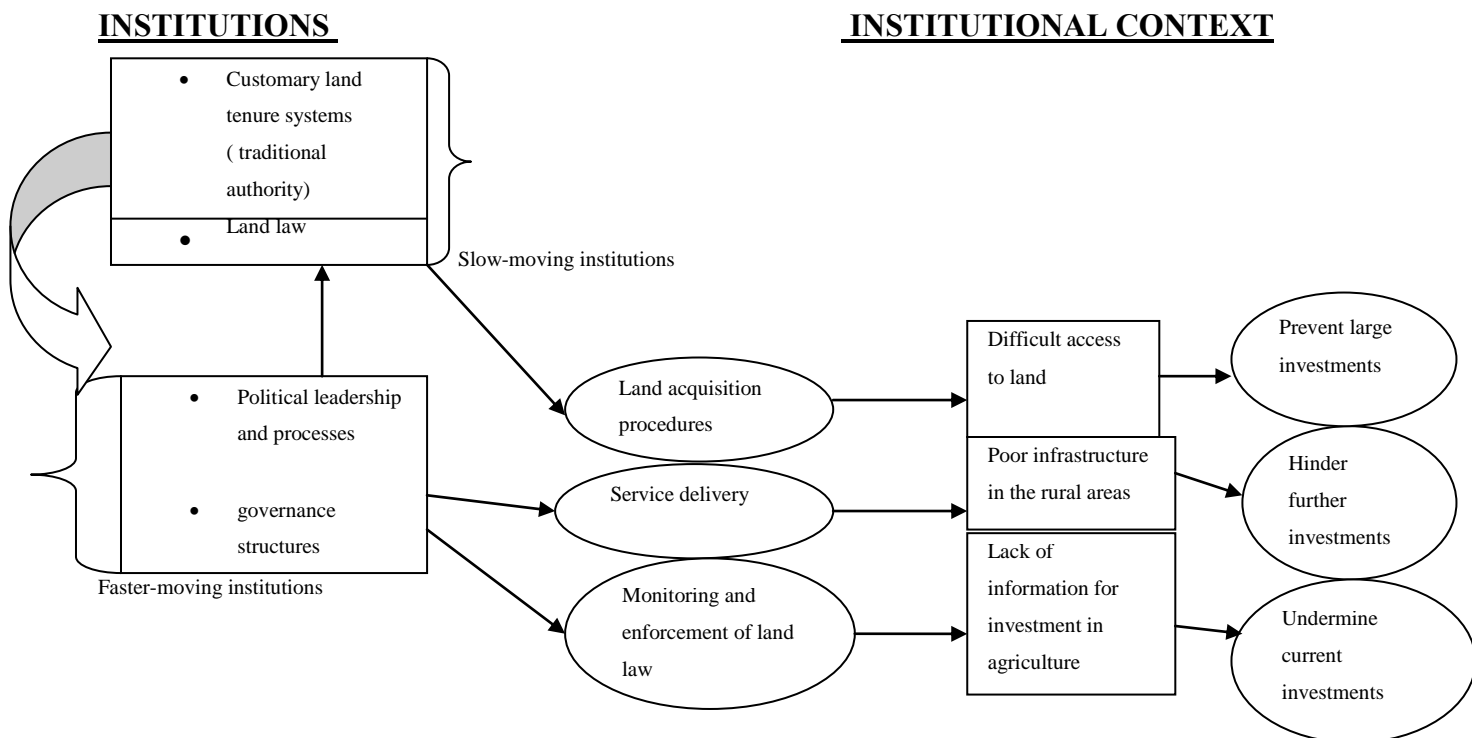 INSTITUTIONS
INSTITUTIONAL CONTEXT
• Customary land
tenure systems
( traditional
authority)
• Land law
Slow-moving institutions
• Political leadership
and processes
• governance
structures
Faster-moving institutions
Land acquisition
procedures
Service delivery
Monitoring and
enforcement of land
law
Difficult access
to land
Poor infrastructure
in the rural areas
Lack of
information for
investment in
agriculture
Prevent large
investments
Hinder
further
investments
Undermine
current
investments